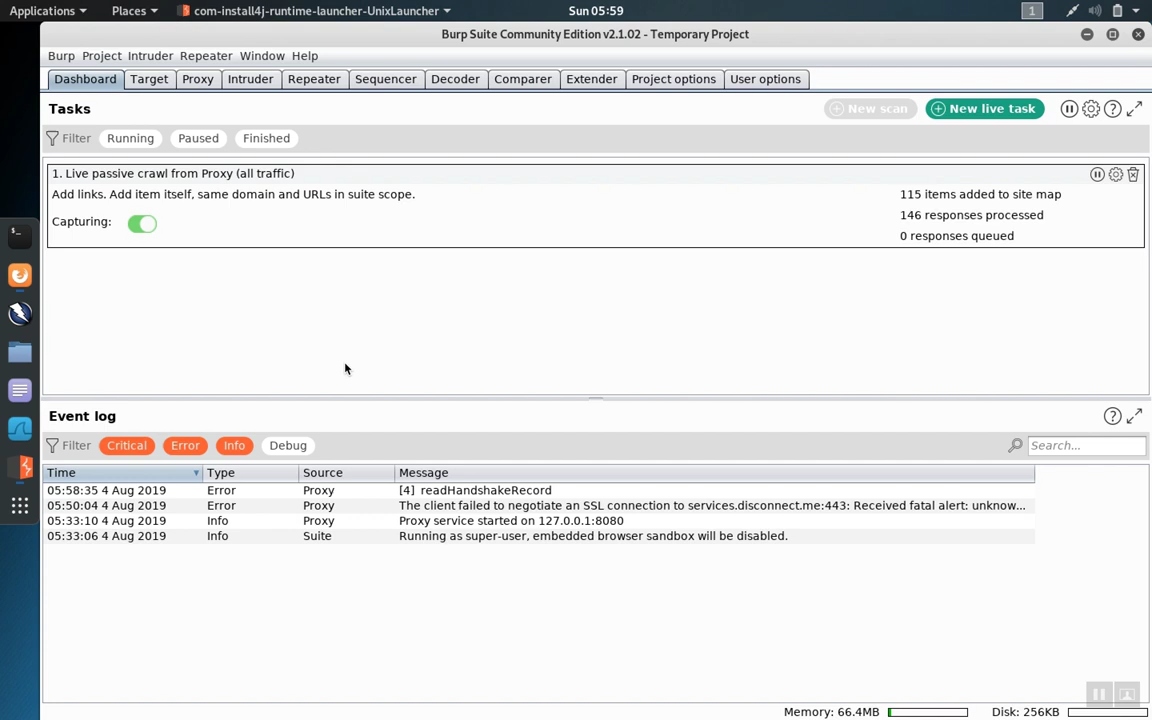 Applications Places com-install4j-runtime-launcher-UnixLauncher Sun 05:59 1
Burp Suite Community Edition v2.1.02 - Temporary Project
Burp Project Intruder Repeater Window Help
Dashboard Target Proxy Intruder Repeater Sequencer Decoder Comparer Extender Project options User options
Tasks New scan New live task
Filter Running Paused Finished
1. Live passive crawl from Proxy (all traffic)
Add links. Add item itself, same domain and URLs in suite scope. 115 items added to site map
146 responses processed
Capturing:
0 responses queued
Event log
Filter Critical Error Info Debug Search...
Time Type Source Message
05:58:35 4 Aug 2019 Error Proxy [4] readHandshakeRecord
05:50:04 4 Aug 2019 Error Proxy The client failed to negotiate an SSL connection to services.disconnect.me:443: Received fatal alert: unknow...
05:33:10 4 Aug 2019 Info Proxy Proxy service started on 127.0.0.1:8080
05:33:06 4 Aug 2019 Info Suite Running as super-user, embedded browser sandbox will be disabled.
Memory: 66.4MB Disk: 256KB